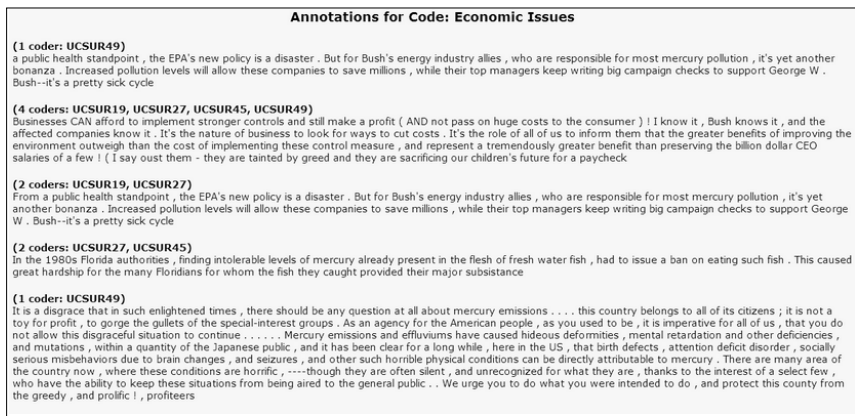 Annotations for Code: Economic Issues
(1 coder: UCSUR49)
a public health standpoint , the EPA's new policy is a disaster . But for Bush's energy industry allies , who are responsible for most mercury pollution , it's yet another
bonanza . Increased pollution levels will allow these companies to save millions , while their top managers keep writing big campaign checks to support George W .
Bush--it's a pretty sick cycle
(4 coders: UCSUR19, UCSUR27, UCSUR45, UCSUR49)
Businesses CAN afford to implement stronger controls and still make a profit ( AND not pass on huge costs to the consumer ) ! I know it , Bush knows it , and the
affected companies know it . It's the nature of business to look for ways to cut costs . It's the role of all of us to inform them that the greater benefits of improving the
environment outweigh than the cost of implementing these control measure , and represent a tremendously greater benefit than preserving the billion dollar CEO
salaries of a few ! ( I say oust them - they are tainted by greed and they are sacrificing our children's future for a paycheck
(2 coders: UCSUR19, UCSUR27)
From a public health standpoint , the EPA's new policy is a disaster . But for Bush's energy industry allies , who are responsible for most mercury pollution , it's yet
another bonanza . Increased pollution levels will allow these companies to save millions , while their top managers keep writing big campaign checks to support George
W . Bush--it's a pretty sick cycle
(2 coders: UCSUR27, UCSUR45)
In the 1980s Florida authorities , finding intolerable levels of mercury already present in the flesh of fresh water fish , had to issue a ban on eating such fish . This caused
great hardship for the many Floridians for whom the fish they caught provided their major subsistance
(1 coder: UCSUR49)
It is a disgrace that in such enlightened times , there should be any question at all about mercury emissions . . . . this country belongs to all of its citizens ; it is not a
toy for profit , to gorge the gullets of the special-interest groups . As an agency for the American people , as you used to be , it is imperative for all of us , that you do
not allow this disgraceful situation to continue . . . . . . Mercury emissions and effluviums have caused hideous deformities , mental retardation and other deficiencies ,
and mutations , within a quantity of the Japanese public , and it has been clear for a long while , here in the US , that birth defects , attention deficit disorder , socially
serious misbehaviors due to brain changes , and seizures , and other such horrible physical conditions can be directly attributable to mercury . There are many area of
the country now , where these conditions are horrific , ----though they are often silent , and unrecognized for what they are , thanks to the interest of a select few ,
who have the ability to keep these situations from being aired to the general public . . We urge you to do what you were intended to do , and protect this county from
the greedy , and prolific ! , profiteers